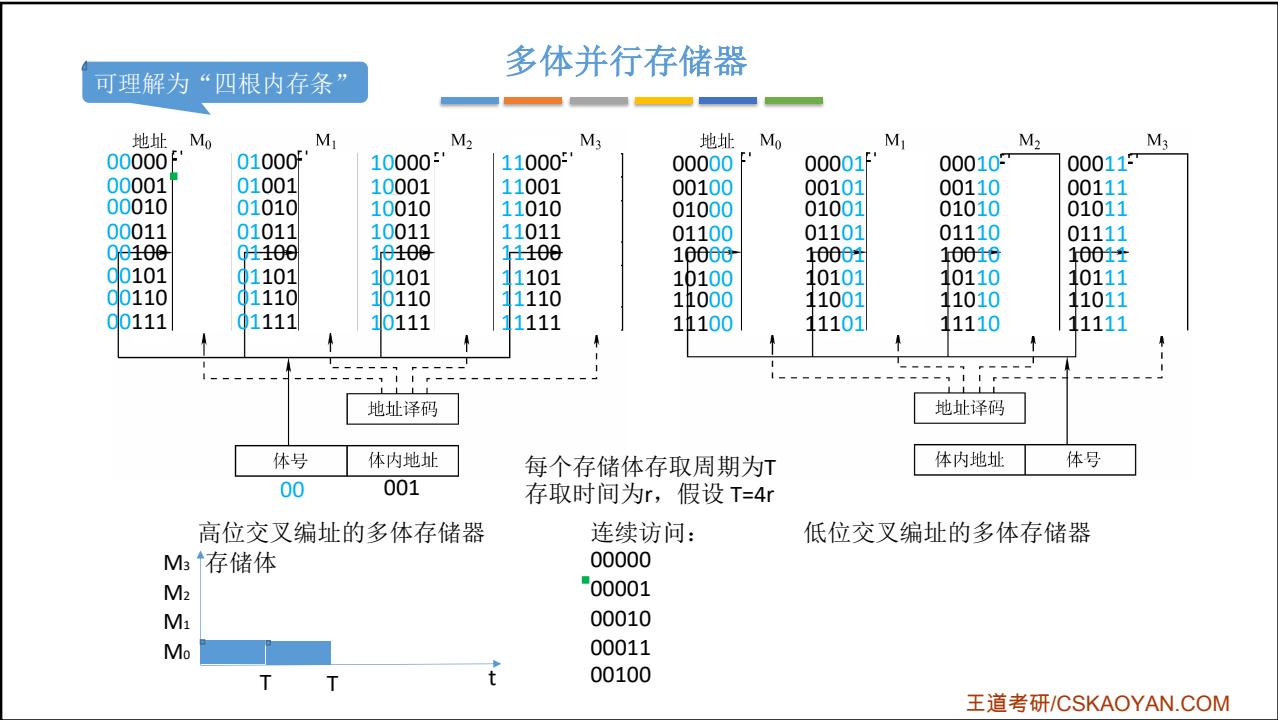 多体并行存储器
可理解为“四根内存条”
地址 M0 M1 M2 M3
00000 01000 10000 11000
00001 01001 10001 11001
00010 01010 10010 11010
00011 01011 10011 11011
00100 01100 10100 11100
00101 01101 10101 11101
00110 01110 10110 11110
00111 01111 10111 11111
地址译码
体号 体内地址
00 001
高位交叉编址的多体存储器
地址 M0 M1 M2 M3
00000 00001 00010 00011
00100 00101 00110 00111
01000 01001 01010 01011
01100 01101 01110 01111
10000 10001 10010 10011
10100 10101 10110 10111
11000 11001 11010 11011
11100 11101 11110 11111
地址译码
体内地址 体号
低位交叉编址的多体存储器
每个存储体存取周期为T
存取时间为r，假设 T=4r
连续访问：
00000
00001
00010
00011
00100
存储体
M3
M2
M1
M0
T T t
王道考研/CSKAOYAN.COM